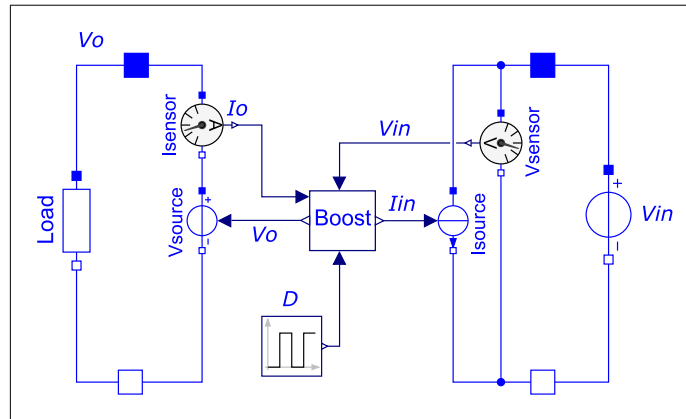 Vo
Isensor
A
Io
Vin
V
Vsensor
Load
Vsource
+
-
Vo
Boost
Iin
Isource
+
-
Vin
D